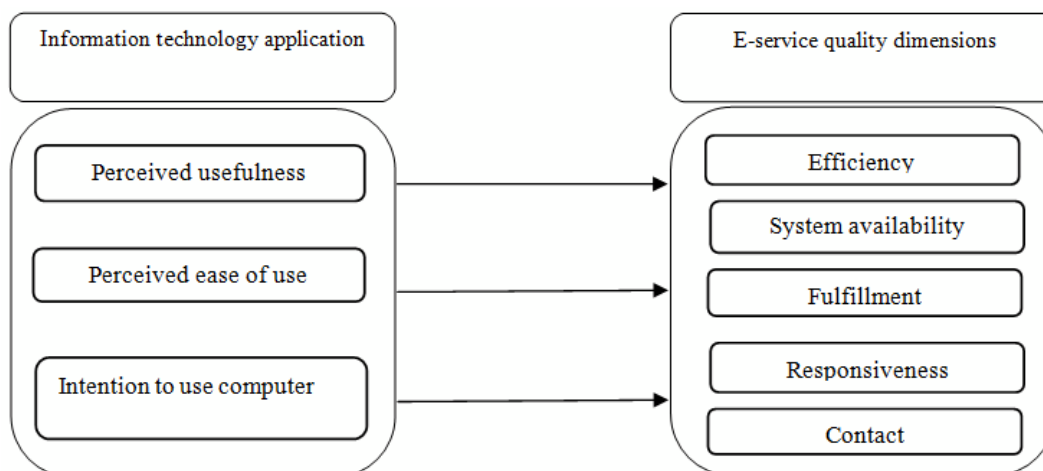 Information technology application
E-service quality dimensions
Perceived usefulness
Perceived ease of use
Intention to use computer
Efficiency
System availability
Fulfillment
Responsiveness
Contact